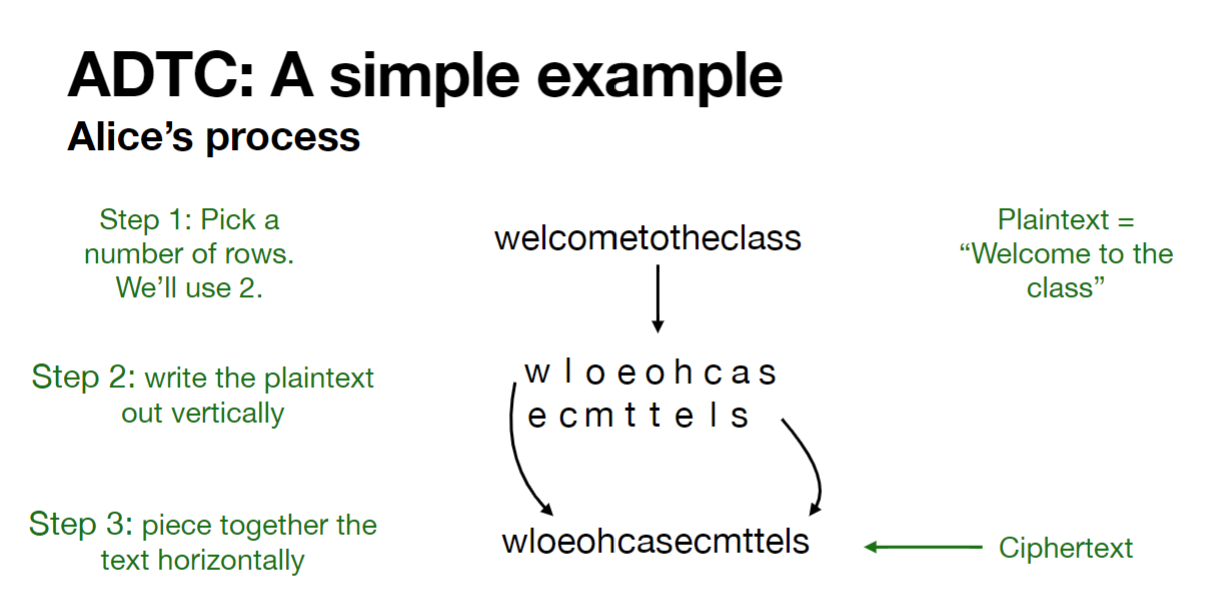 ADTC: A simple example
Alice’s process
Step 1: Pick a
number of rows.
We’ll use 2.
welcometotheclass
Plaintext =
“Welcome to the
class”
Step 2: write the plaintext
out vertically
w l o e o h c a s
e c m t t e l s
Step 3: piece together the
text horizontally
wloeohcasecmttels
Ciphertext